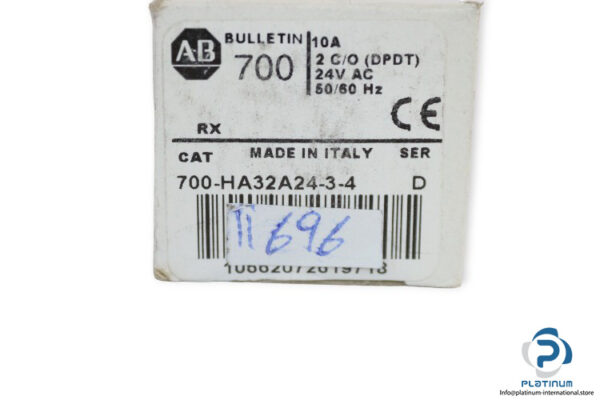 AB
BULLETIN
700
10A
2 C/O (DPDT)
24V AC
50/60 Hz
CE
RX
CAT MADE IN ITALY SER
700-HA32A24-3-4 D
696
PLATINUM
Info@platinum-international.store